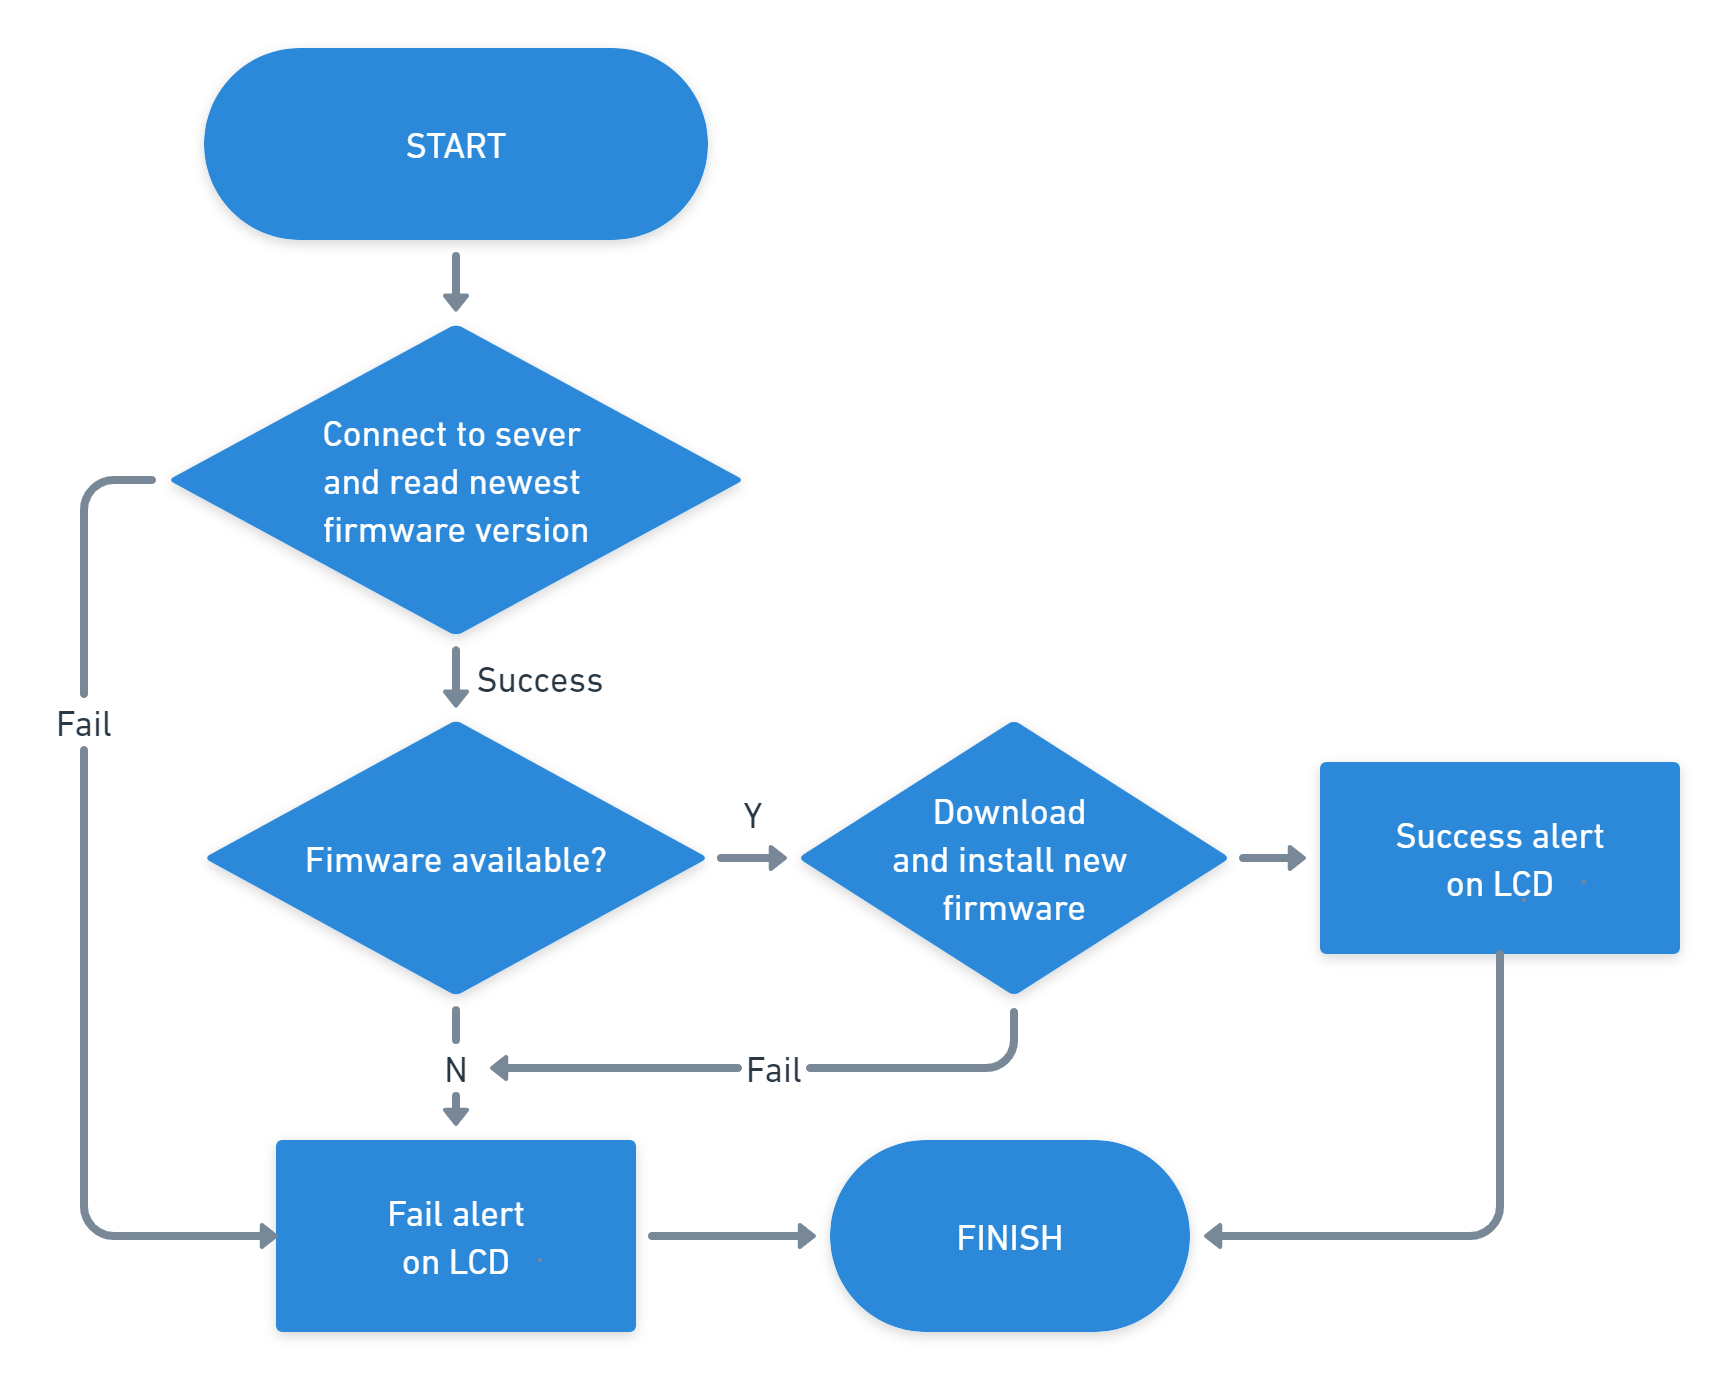 START
Connect to sever
and read newest
firmware version
Success
Fail
Fimware available?
Y
Download
and install new
firmware
Success alert
on LCD
N
Fail
Fail alert
on LCD
FINISH